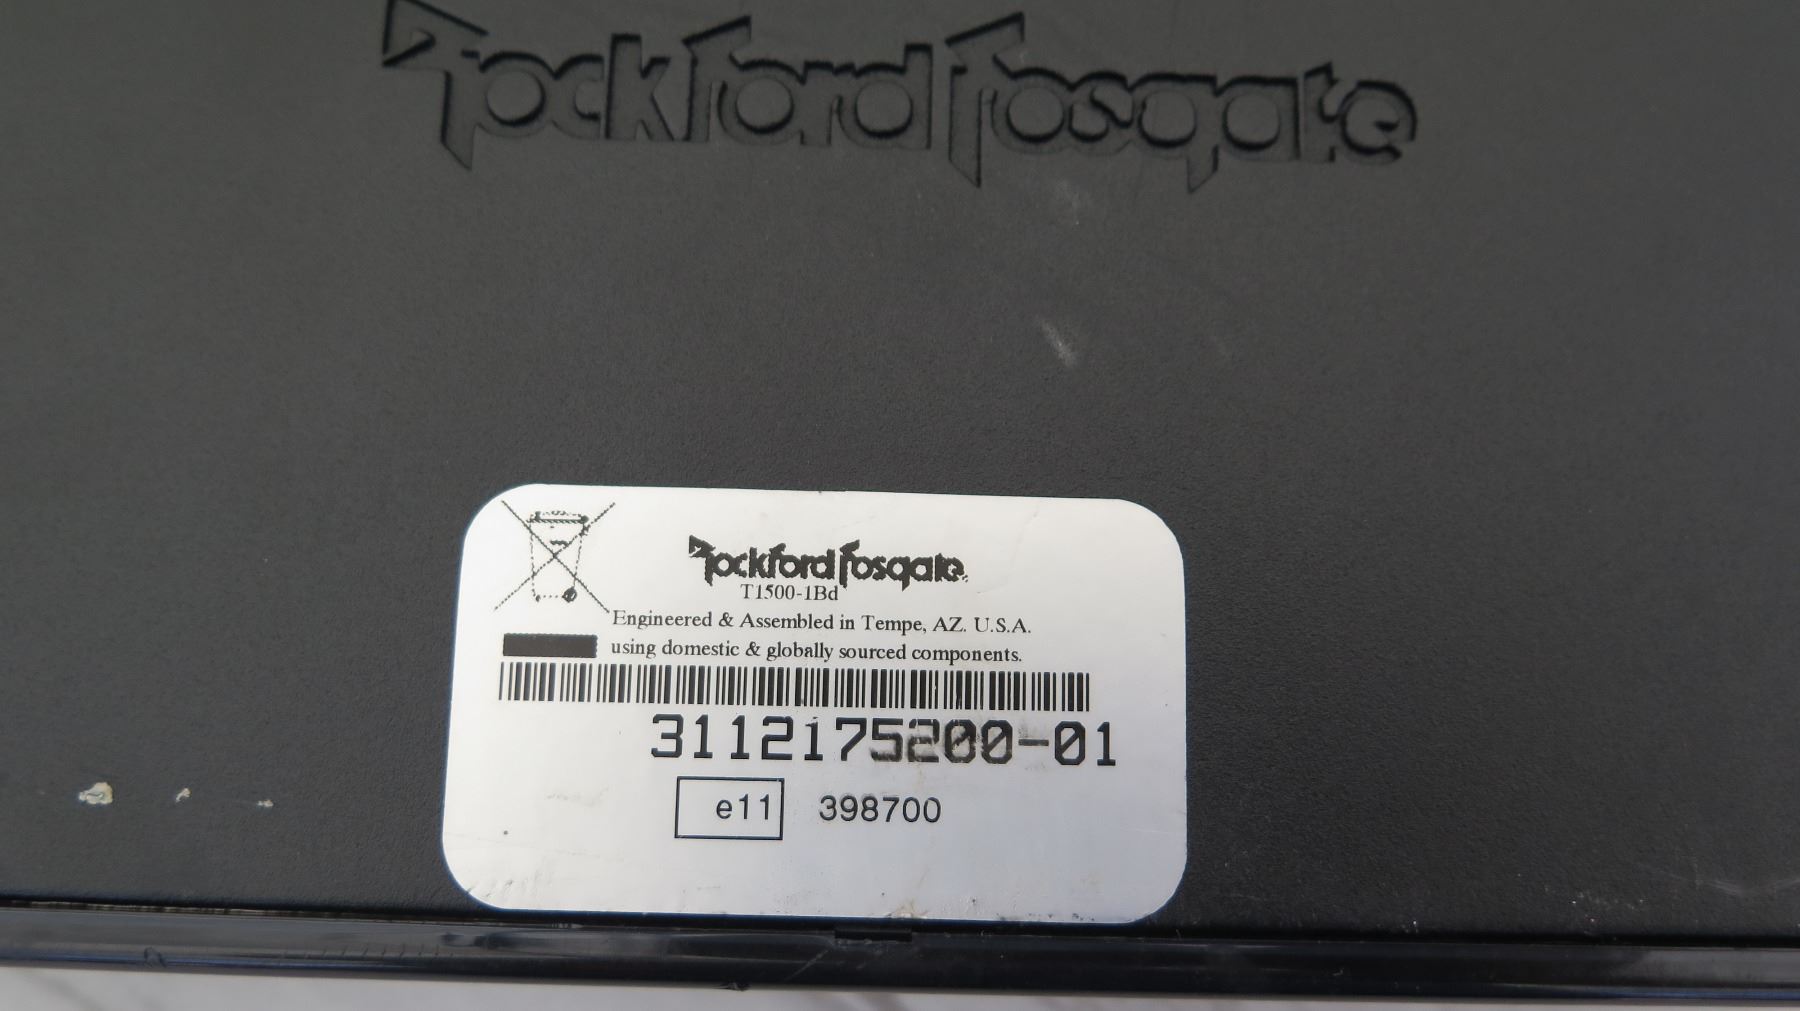 Rockford Fosgate
Rockford Fosgate
T1500-1Bd
Engineered & Assembled in Tempe, AZ. U.S.A.
using domestic & globally sourced components.
3112175200-01
e11 398700